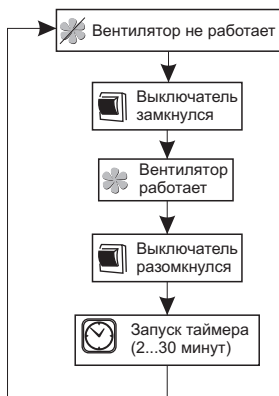 Вентилятор не работает
Выключатель
замкнулся
Вентилятор
работает
Выключатель
разомкнулся
Запуск таймера
(2...30 минут)